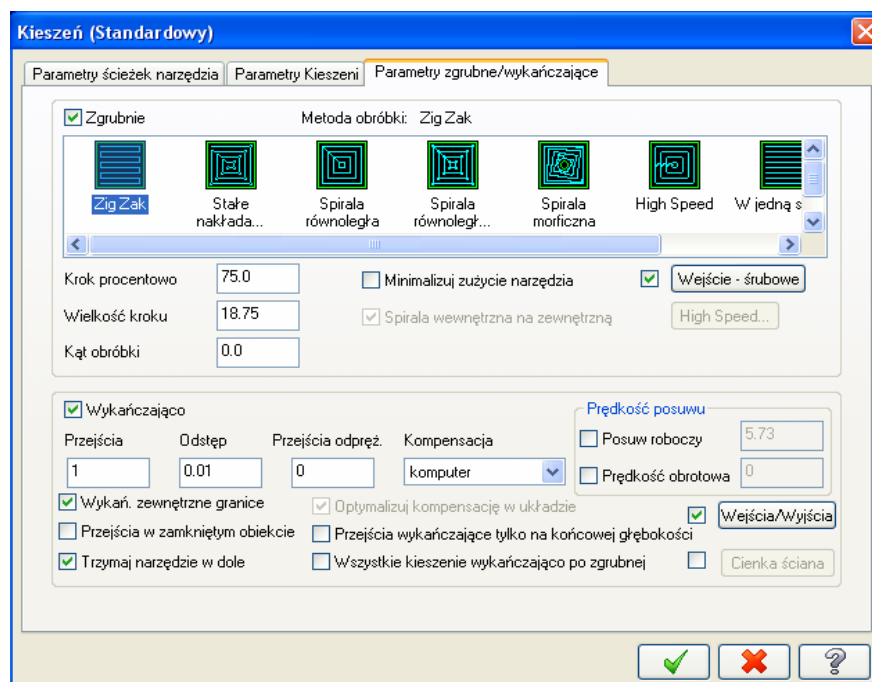 Kieszeń (Standardowy)
Parametry ścieżek narzędzia Parametry Kieszeni Parametry zgrubne/wykańczające
Zgrubnie Metoda obróbki: Zig Zak
Zig Zak Stałe nakłada... Spirala równoległa Spirala równoległ... Spirala morficzna High Speed W jedną s
Krok procentowo 75.0 Minimalizuj zużycie narzędzia Wejście - śrubowe
Wielkość kroku 18.75 Spirala wewnętrzna na zewnętrzną High Speed...
Kąt obróbki 0.0
Wykańczająco Prędkość posuwu
Przejścia Odstęp Przejścia odpręż. Kompensacja Posuw roboczy 5.73
1 0.01 0 komputer Prędkość obrotowa 0
Wykań. zewnętrzne granice Optymalizuj kompensację w układzie Wejścia/Wyjścia
Przejścia w zamkniętym obiekcie Przejścia wykańczające tylko na końcowej głębokości
Trzymaj narzędzie w dole Wszystkie kieszenie wykańczająco po zgrubnej Cienka ściana